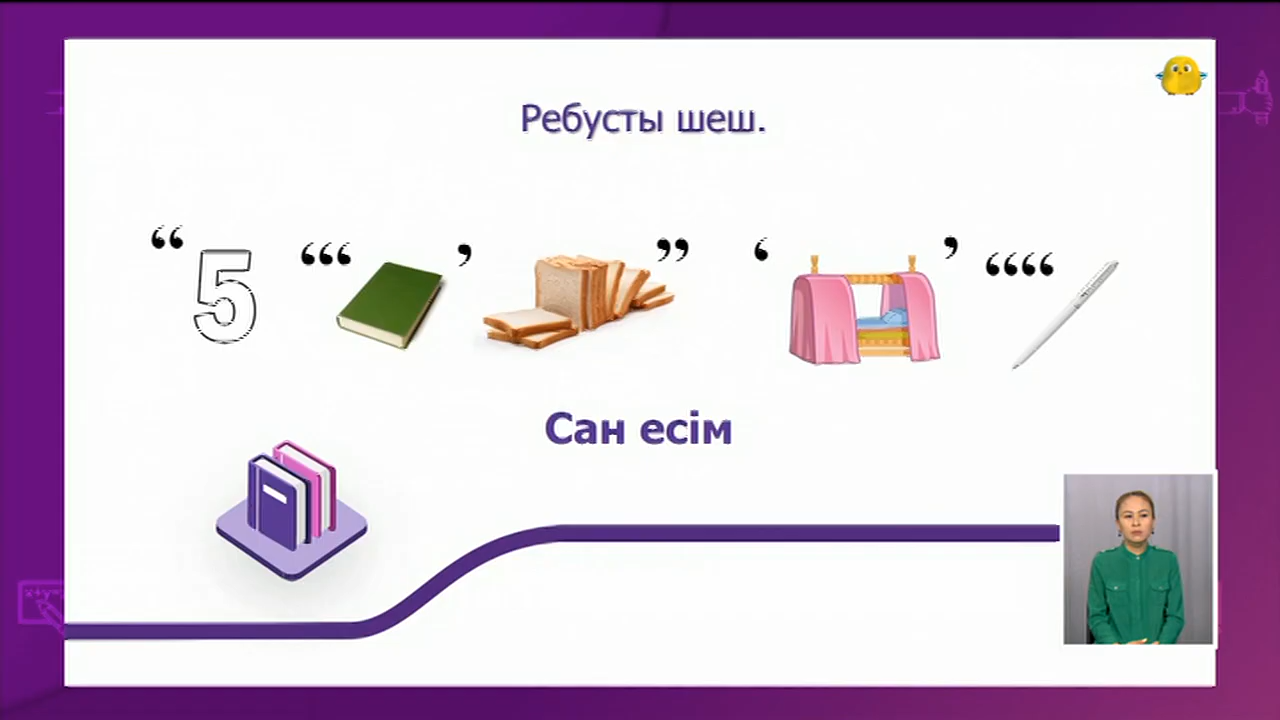 Ребусты шеш.
“ 5 “‘ ’ ” ‘ ’ ““
Сан есім